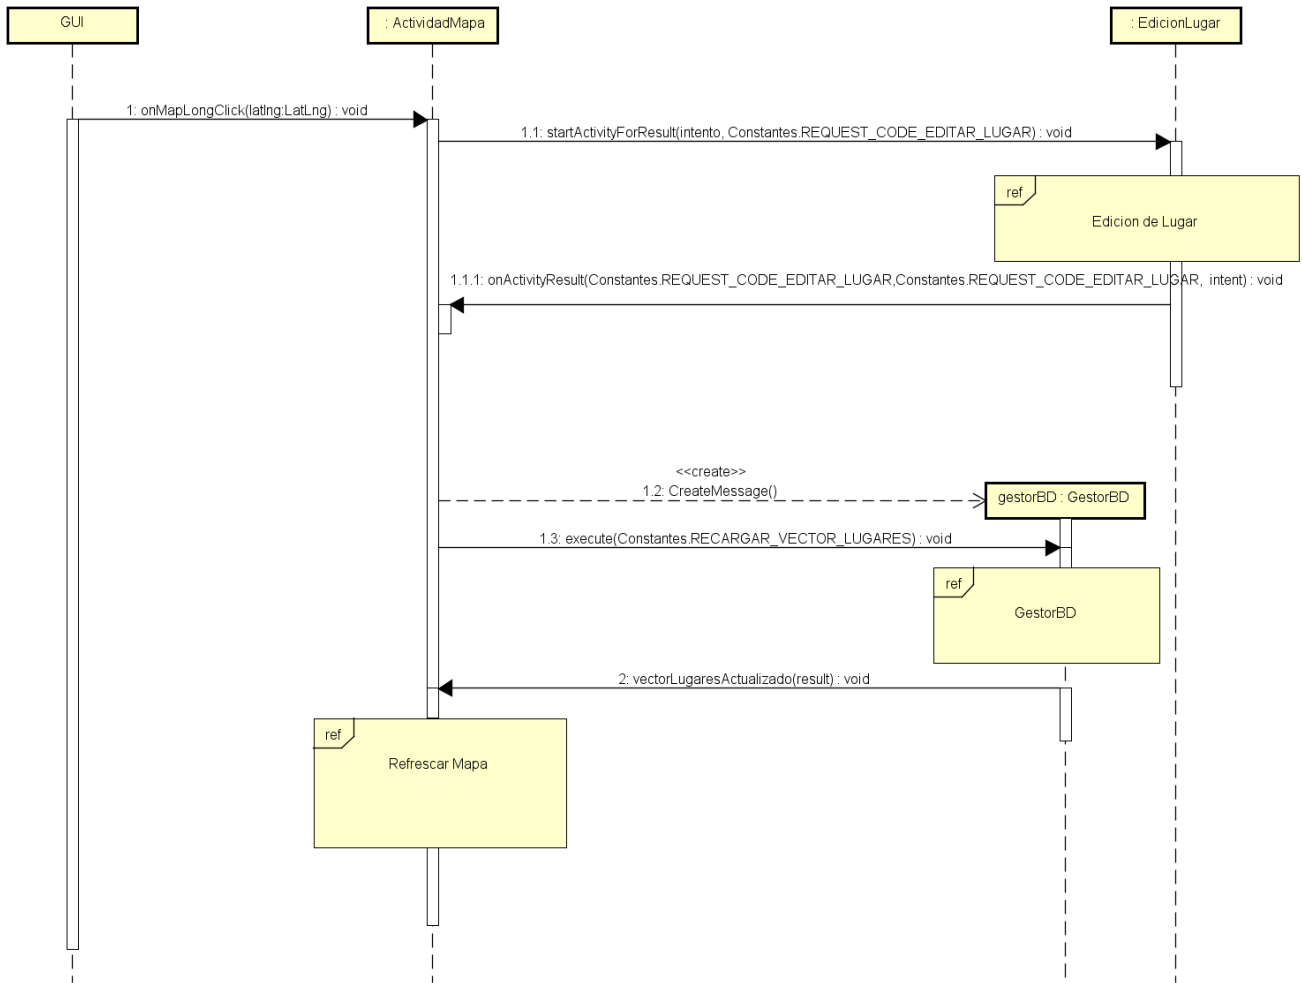 GUI
: ActividadMapa
: EdicionLugar
1: onMapLongClick(latlng:LatLng) : void
1.1: startActivityForResult(intento, Constantes.REQUEST_CODE_EDITAR_LUGAR) : void
ref
Edicion de Lugar
1.1.1: onActivityResult(Constantes.REQUEST_CODE_EDITAR_LUGAR,Constantes.REQUEST_CODE_EDITAR_LUGAR, intent) : void
<<create>>
1.2: CreateMessage()
gestorBD : GestorBD
1.3: execute(Constantes.RECARGAR_VECTOR_LUGARES) : void
ref
GestorBD
2: vectorLugaresActualizado(result) : void
ref
Refrescar Mapa